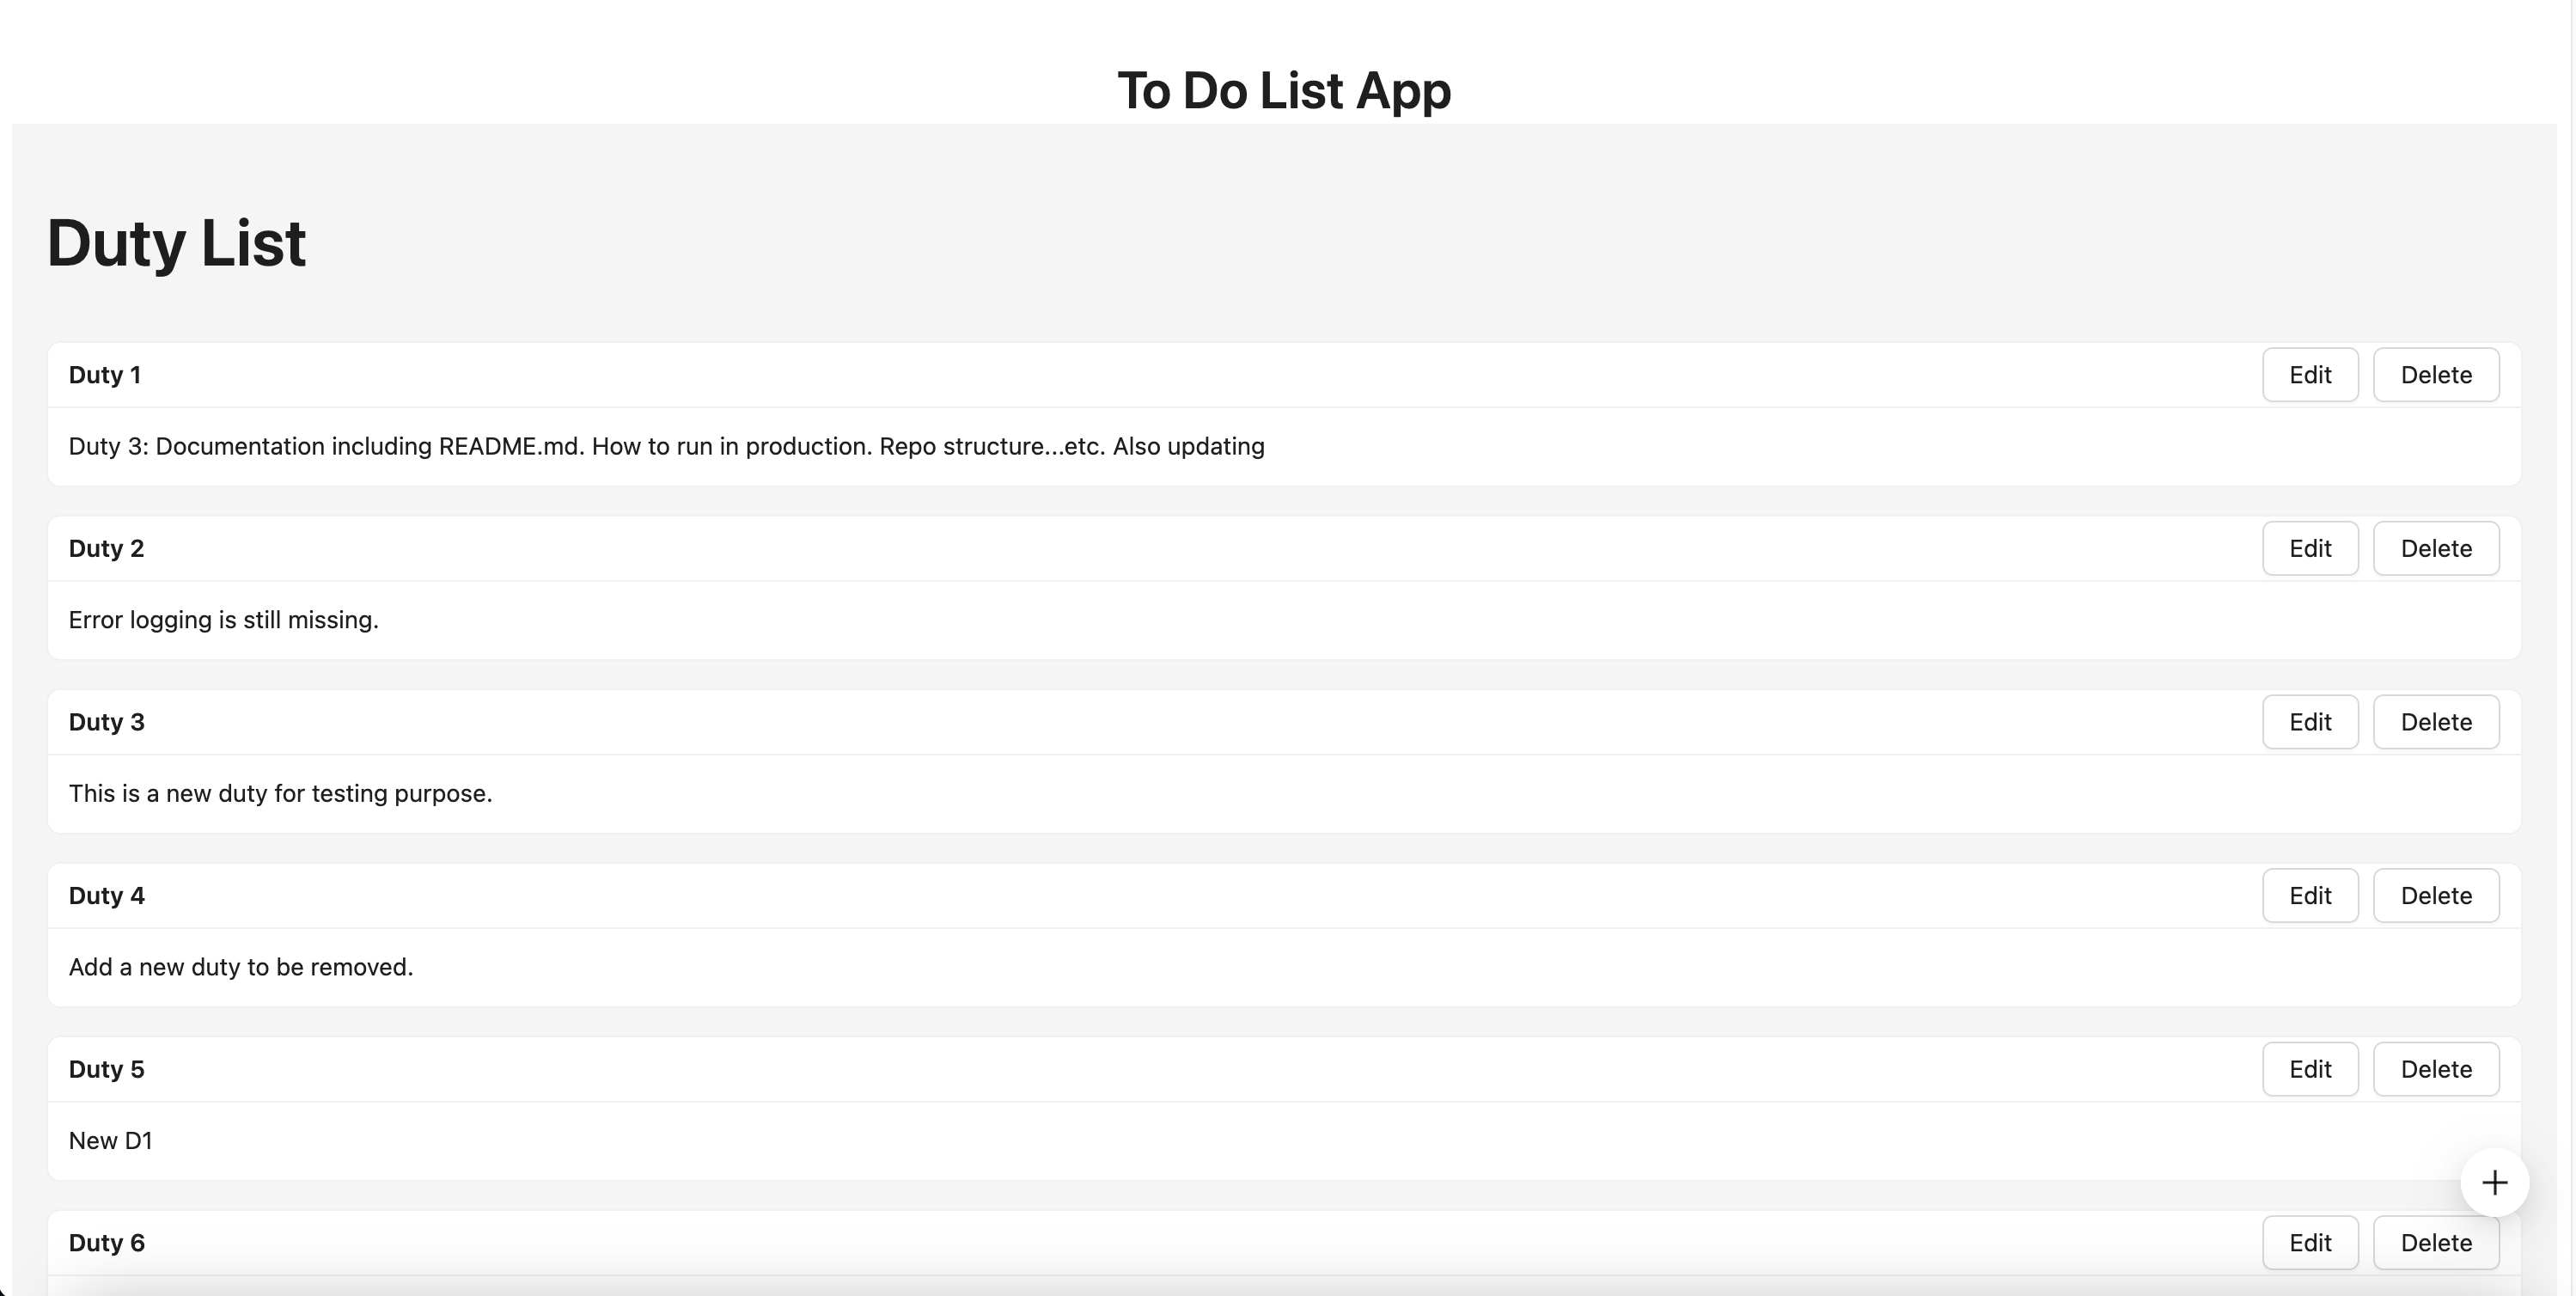 To Do List App
Duty List
Duty 1
Edit
Delete
Duty 3: Documentation including README.md. How to run in production. Repo structure...etc. Also updating
Duty 2
Edit
Delete
Error logging is still missing.
Duty 3
Edit
Delete
This is a new duty for testing purpose.
Duty 4
Edit
Delete
Add a new duty to be removed.
Duty 5
Edit
Delete
New D1
Duty 6
Edit
Delete